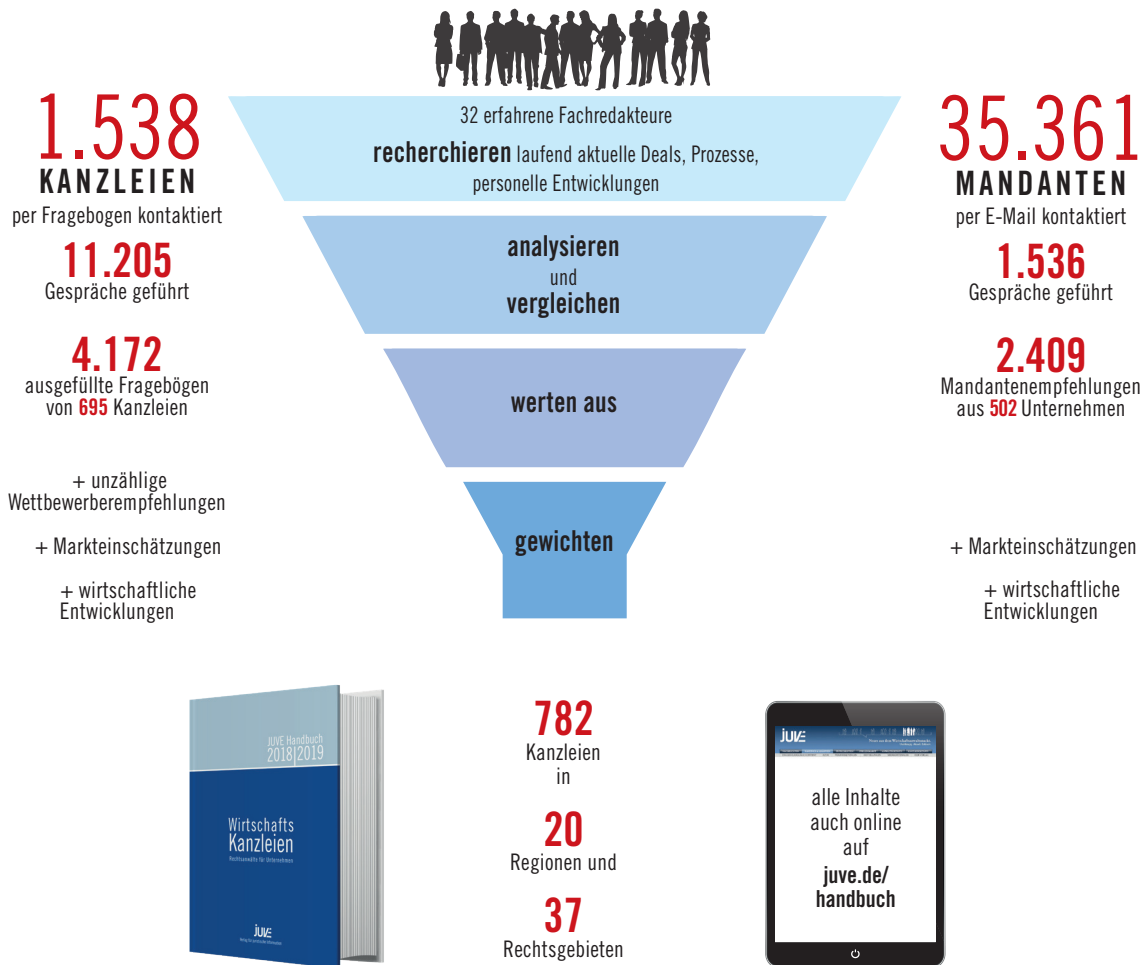 1.538
KANZLEIEN
per Fragebogen kontaktiert
11.205
Gespräche geführt
4.172
ausgefüllte Fragebögen
von 695 Kanzleien
+ unzählige
Wettbewerberempfehlungen
+ Markteinschätzungen
+ wirtschaftliche
Entwicklungen
32 erfahrene Fachredakteure
recherchieren laufend aktuelle Deals, Prozesse,
personelle Entwicklungen
analysieren
und
vergleichen
werten aus
gewichten
35.361
MANDANTEN
per E-Mail kontaktiert
1.536
Gespräche geführt
2.409
Mandantenempfehlungen
aus 502 Unternehmen
+ Markteinschätzungen
+ wirtschaftliche
Entwicklungen
JUVE Handbuch
2018|2019
Wirtschafts
Kanzleien
Rechtsanwälte für Unternehmen
JUVE
782
Kanzleien
in
20
Regionen und
37
Rechtsgebieten
JUVE
alle Inhalte
auch online
auf
juve.de/
handbuch